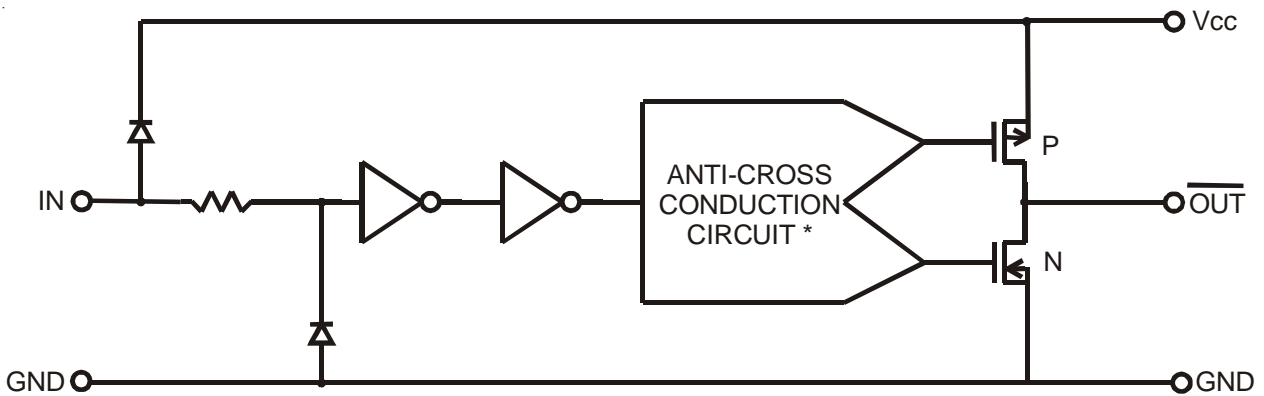 Vcc
P
IN
ANTI-CROSS
CONDUCTION
CIRCUIT *
OUT
N
GND
GND